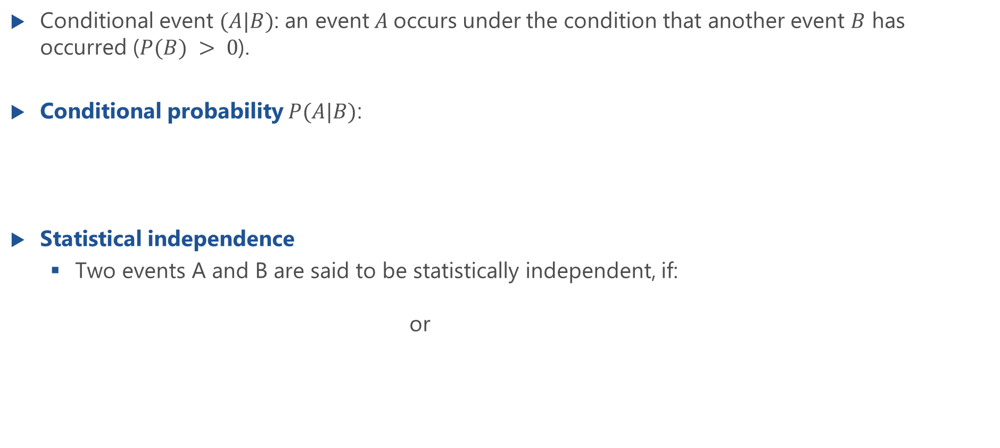 Conditional event (A|B): an event A occurs under the condition that another event B has
occurred (P(B) > 0).
Conditional probability P(A|B):
Statistical independence
Two events A and B are said to be statistically independent, if:
or